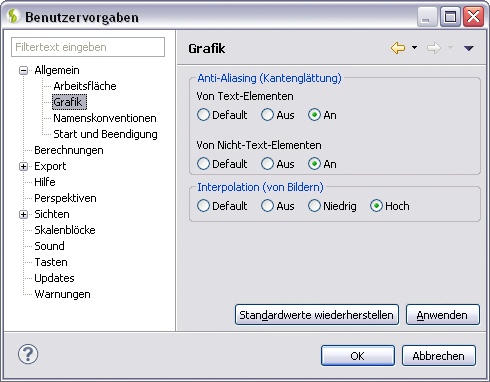 Benutzervorgaben
Filtertext eingeben
Allgemein
Arbeitsfläche
Grafik
Namenskonventionen
Start und Beendigung
Berechnungen
Export
Hilfe
Perspektiven
Sichten
Skalenblöcke
Sound
Tasten
Updates
Warnungen
Grafik
Anti-Aliasing (Kantenglättung)
Von Text-Elementen
Default Aus An
Von Nicht-Text-Elementen
Default Aus An
Interpolation (von Bildern)
Default Aus Niedrig Hoch
Standardwerte wiederherstellen Anwenden
? OK Abbrechen